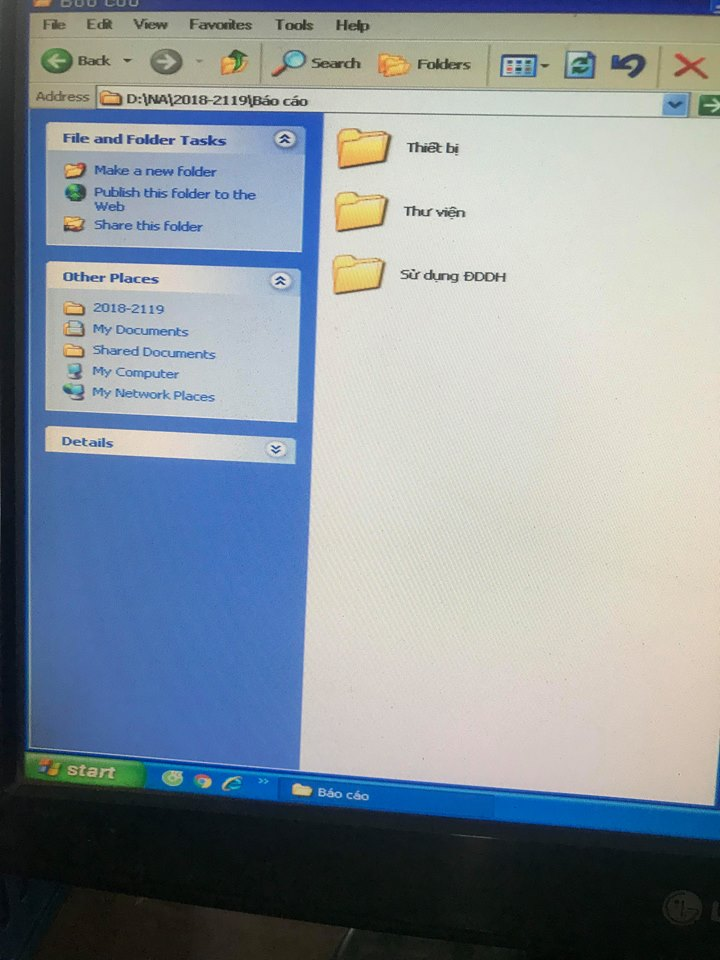 Báo cáo
File Edit View Favorites Tools Help
Back Search Folders
Address D:\NA\2018-2119\Báo cáo
File and Folder Tasks
Make a new folder
Publish this folder to the
Web
Share this folder
Other Places
2018-2119
My Documents
Shared Documents
My Computer
My Network Places
Details
Thiết bị
Thư viện
Sử dụng ĐDDH
start
Báo cáo